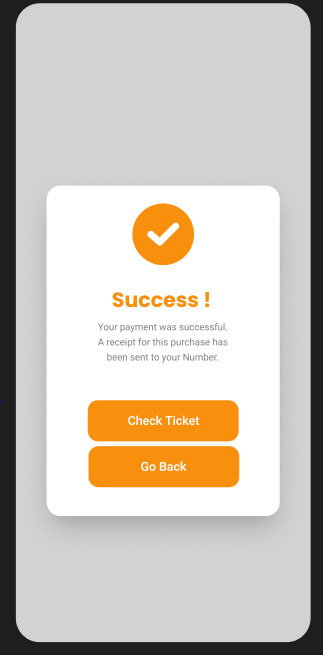 Success !
Your payment was successful.
A receipt for this purchase has
been sent to your Number.
Check Ticket
Go Back